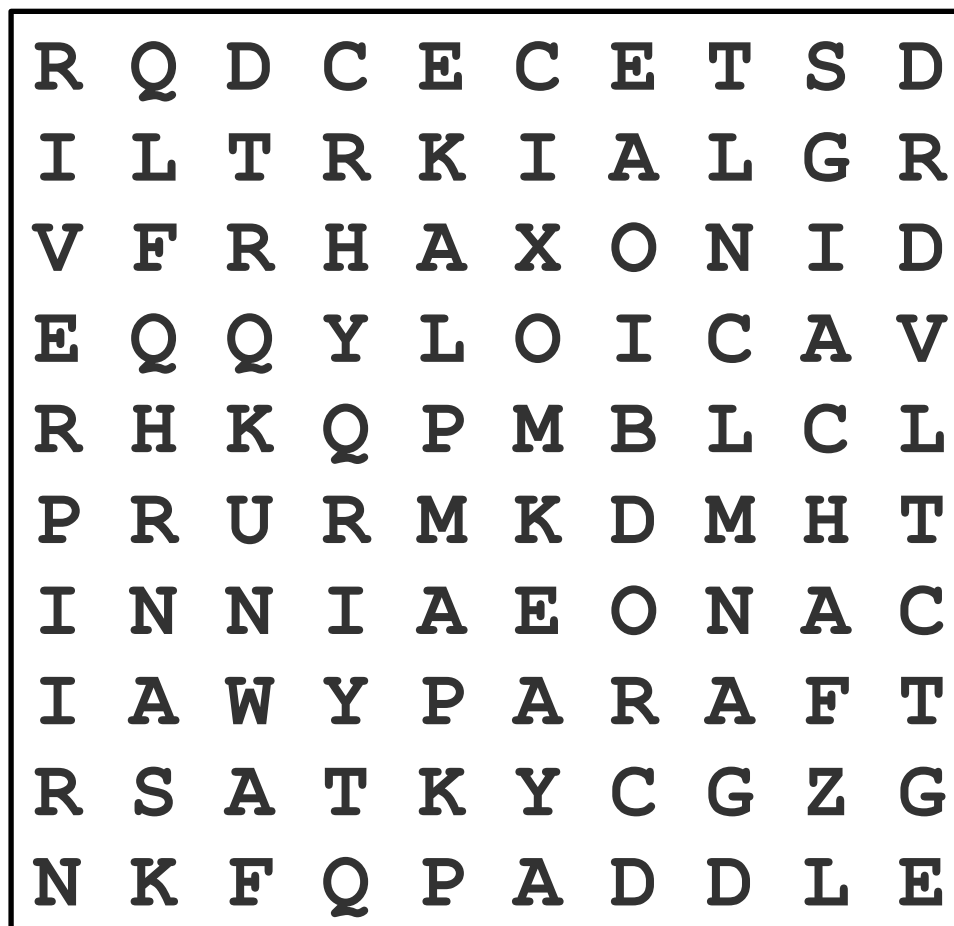 R Q D C E C E T S D
I L T R K I A L G R
V F R H A X O N I D
E Q Q Y L O I C A V
R H K Q P M B L C L
P R U R M K D M H T
I N N I A E O N A C
I A W Y P A R A F T
R S A T K Y C G Z G
N K F Q P A D D L E